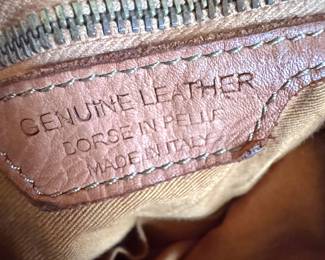 GENUINE LEATHER
BORSE IN PELLE
MADE IN ITALY